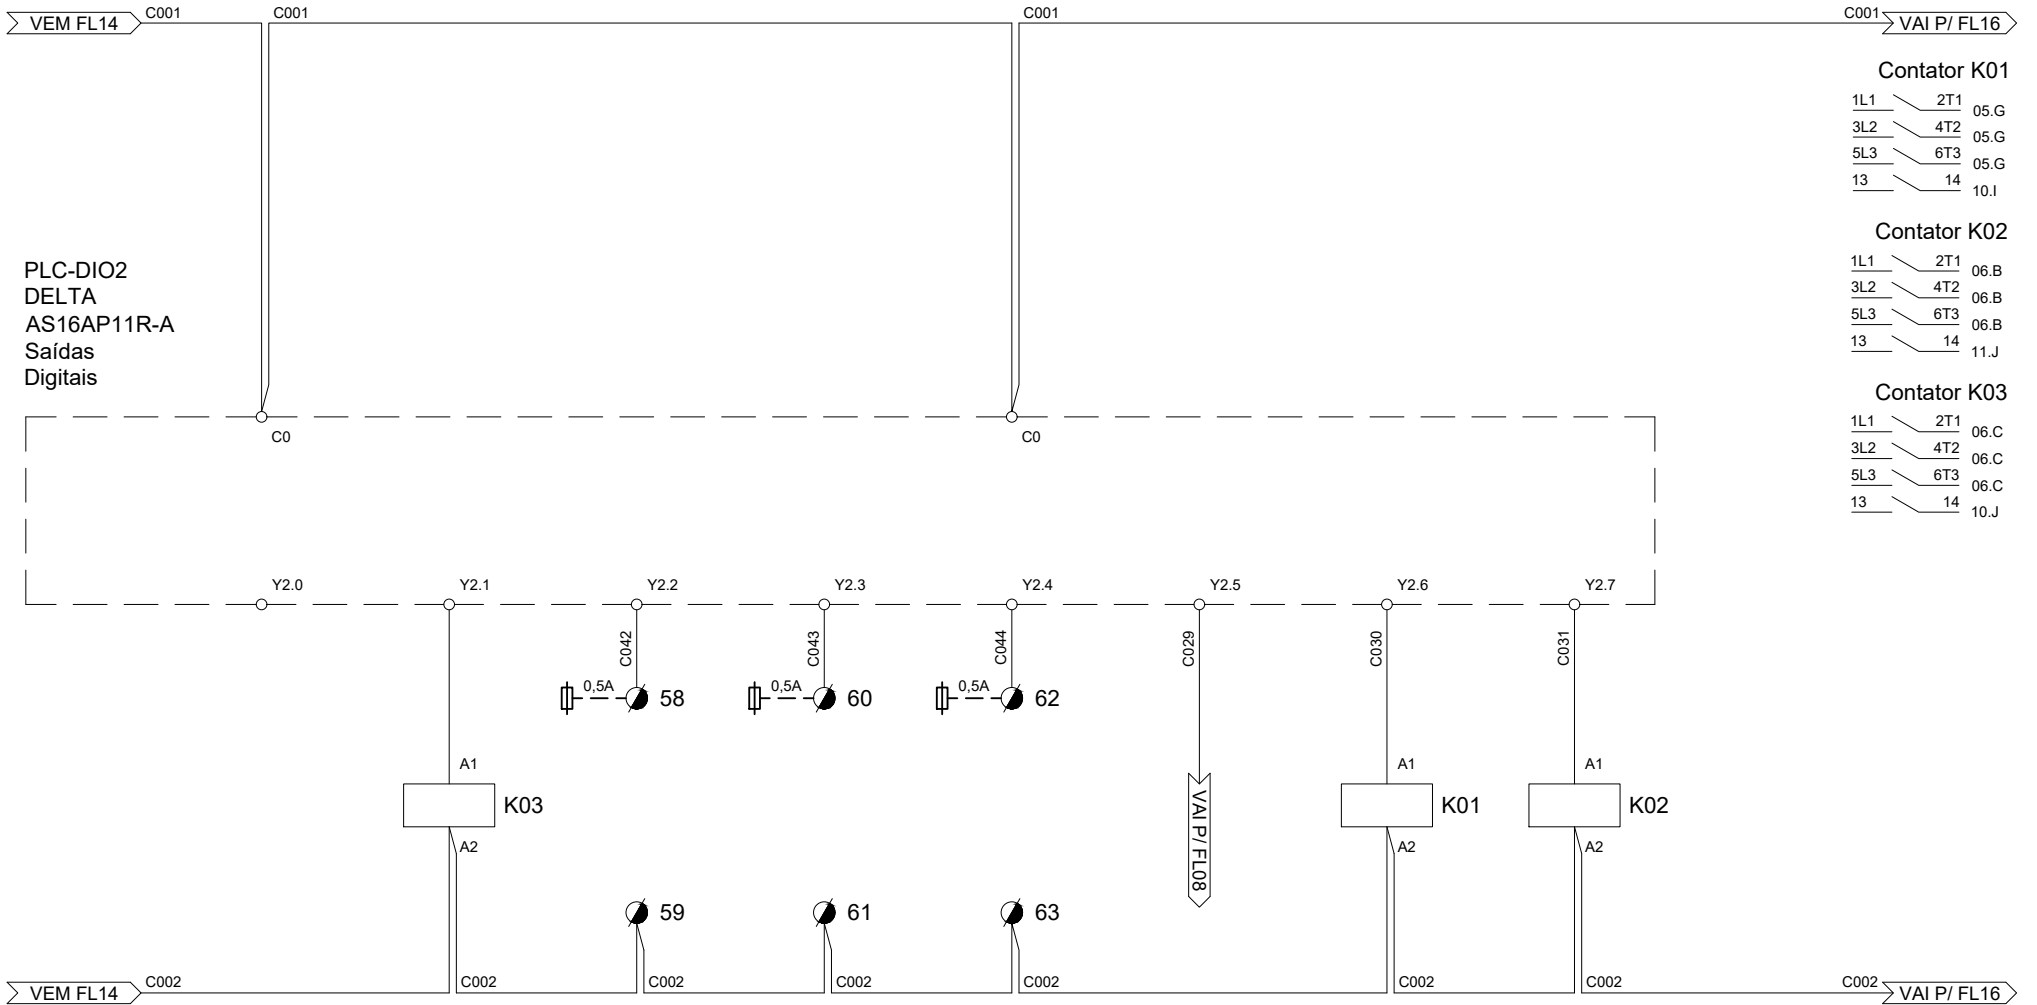 VEM FL14 C001 C001 C001 C001 VAI P/ FL16
Contator K01
1L1 2T1 05.G
3L2 4T2 05.G
5L3 6T3 05.G
13 14 10.I
Contator K02
1L1 2T1 06.B
3L2 4T2 06.B
5L3 6T3 06.B
13 14 11.J
Contator K03
1L1 2T1 06.C
3L2 4T2 06.C
5L3 6T3 06.C
13 14 10.J
PLC-DIO2
DELTA
AS16AP11R-A
Saídas
Digitais
C0 C0
Y2.0 Y2.1 Y2.2 Y2.3 Y2.4 Y2.5 Y2.6 Y2.7
C042 C043 C044 C029 C030 C031
0,5A 58 0,5A 60 0,5A 62
A1 A1 A1
K03 K01 K02
A2 A2 A2
VAI P/ FL08
59 61 63
VEM FL14 C002 C002 C002 C002 C002 C002 C002 C002 VAI P/ FL16